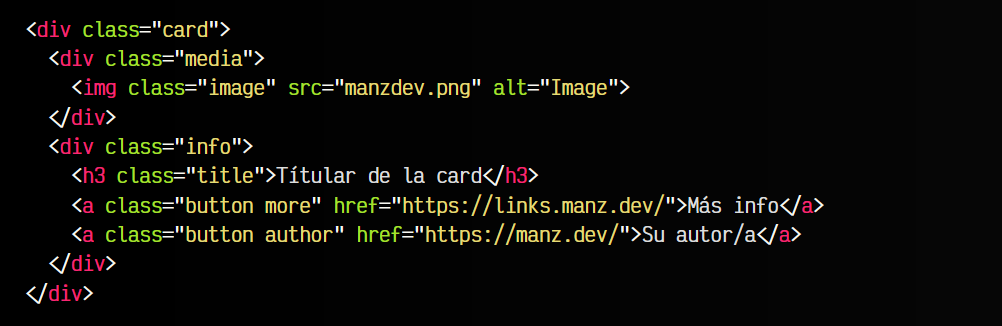 <div class="card">
  <div class="media">
    <img class="image" src="manzdev.png" alt="Image">
  </div>
  <div class="info">
    <h3 class="title">Títular de la card</h3>
    <a class="button more" href="https://links.manz.dev/">Más info</a>
    <a class="button author" href="https://manz.dev/">Su autor/a</a>
  </div>
</div>